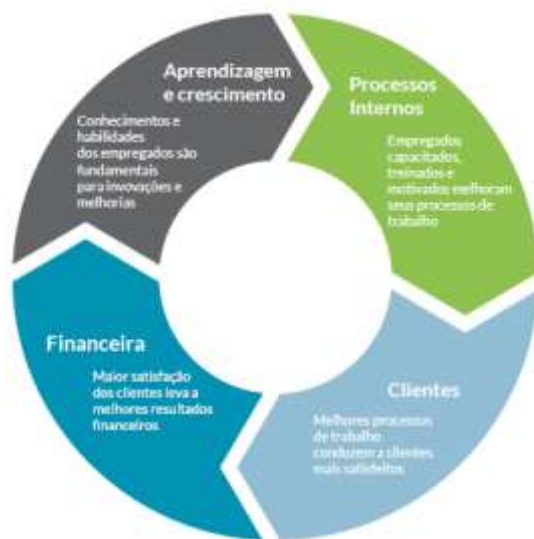 Aprendizagem
e crescimento
Conhecimentos e
habilidades
dos empregados são
fundamentais
para invovações e
melhorias
Processos
Internos
Empregados
capacitados,
treinados e
motivados melhoram
seus processos de
trabalho
Clientes
Melhores processos
de trabalho
conduzem a clientes
mais satisfeitos
Financeira
Maior satisfação
dos clientes leva a
melhores resultados
financeiros